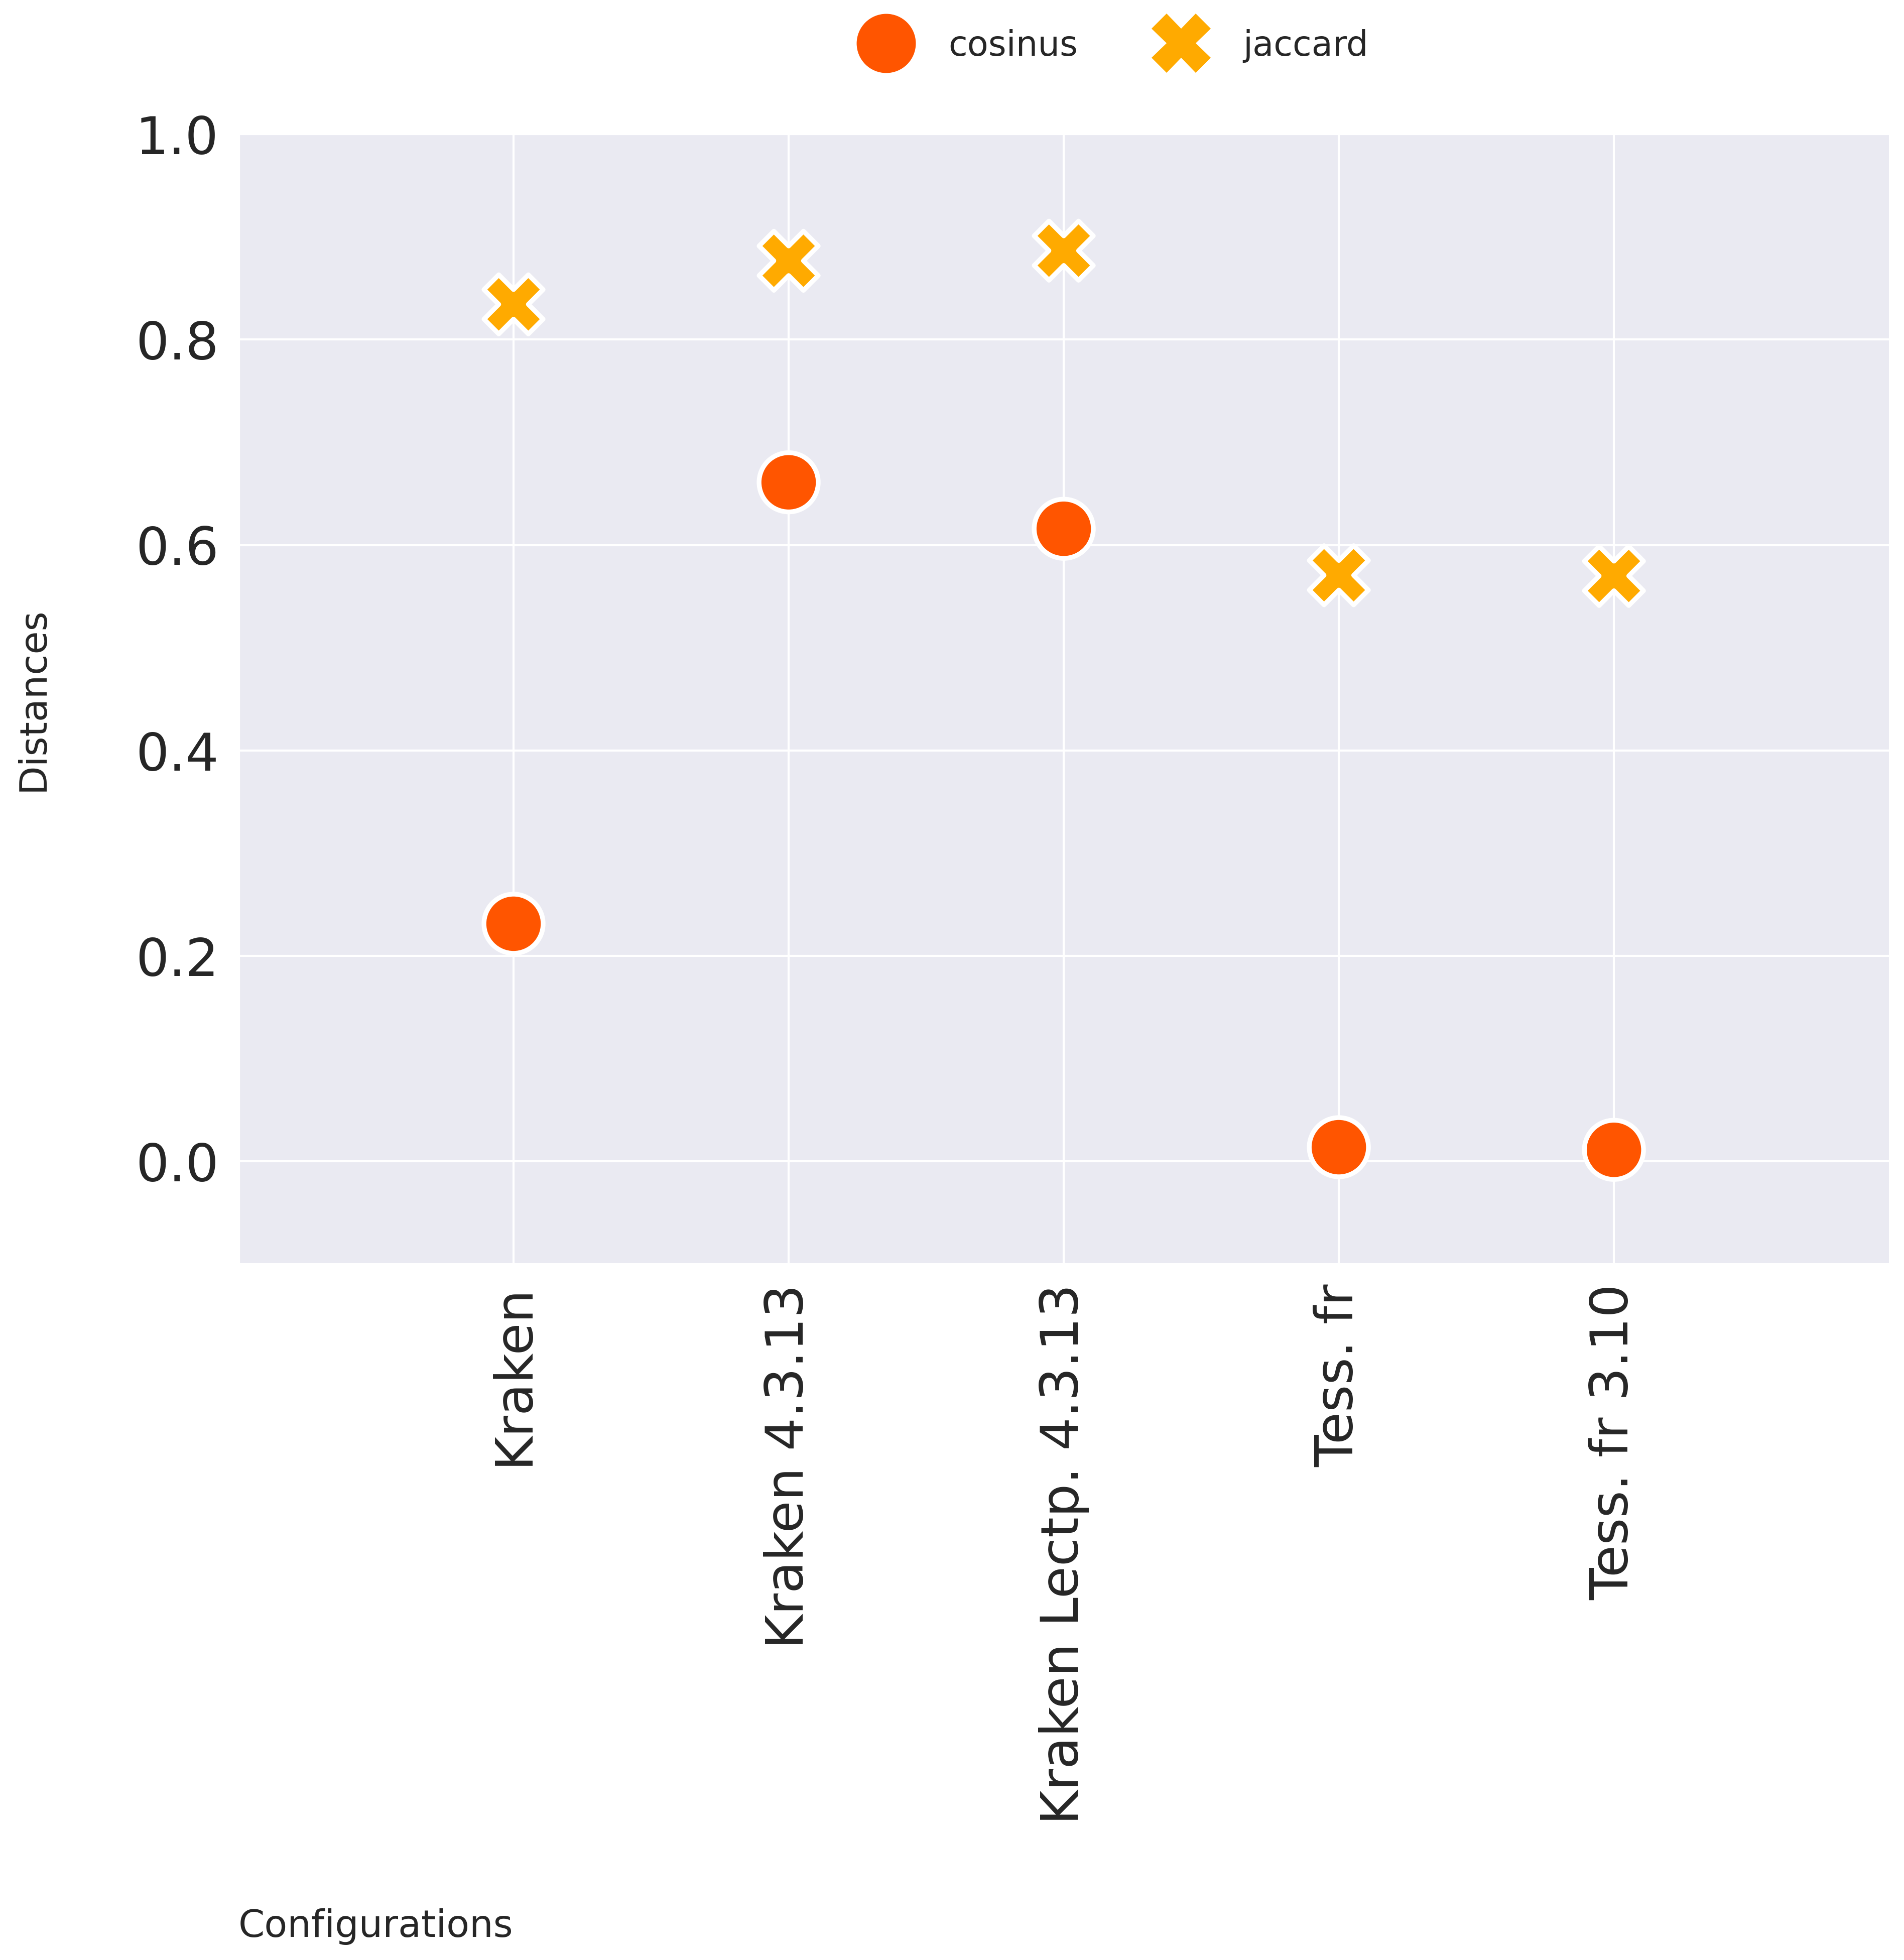 cosinus
jaccard
1.0
0.8
0.6
0.4
0.2
0.0
Distances
Kraken
Kraken 4.3.13
Kraken Lectp. 4.3.13
Tess. fr
Tess. fr 3.10
Configurations